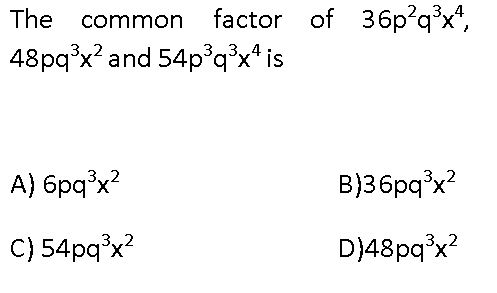 The common factor of 36p²q³x⁴,
48pq³x² and 54p³q³x⁴ is
A) 6pq³x² B)36pq³x²
C) 54pq³x² D)48pq³x²